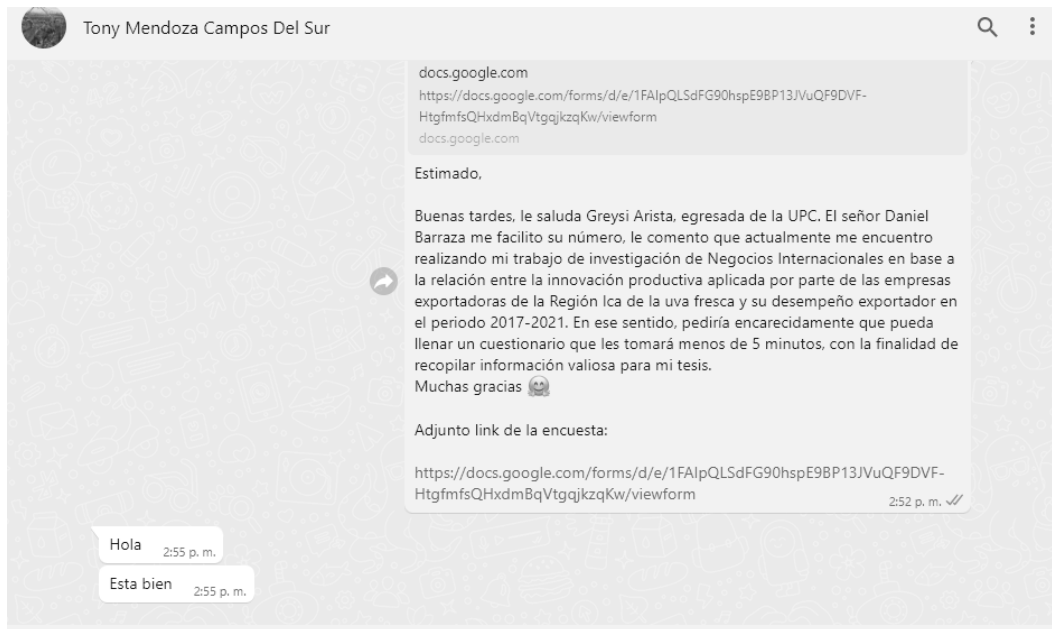 Tony Mendoza Campos Del Sur
docs.google.com
https://docs.google.com/forms/d/e/1FAIpQLSdFG90hspE9BP13JVuQF9DVF-
HtgfmfsQHxdmBqVtgqjkzqKw/viewform
docs.google.com
Estimado,
Buenas tardes, le saluda Greysi Arista, egresada de la UPC. El señor Daniel
Barraza me facilito su número, le comento que actualmente me encuentro
realizando mi trabajo de investigación de Negocios Internacionales en base a
la relación entre la innovación productiva aplicada por parte de las empresas
exportadoras de la Región Ica de la uva fresca y su desempeño exportador en
el periodo 2017-2021. En ese sentido, pediría encarecidamente que pueda
llenar un cuestionario que les tomará menos de 5 minutos, con la finalidad de
recopilar información valiosa para mi tesis.
Muchas gracias 🤗
Adjunto link de la encuesta:
https://docs.google.com/forms/d/e/1FAIpQLSdFG90hspE9BP13JVuQF9DVF-
HtgfmfsQHxdmBqVtgqjkzqKw/viewform
2:52 p. m.
Hola 2:55 p. m.
Esta bien 2:55 p. m.